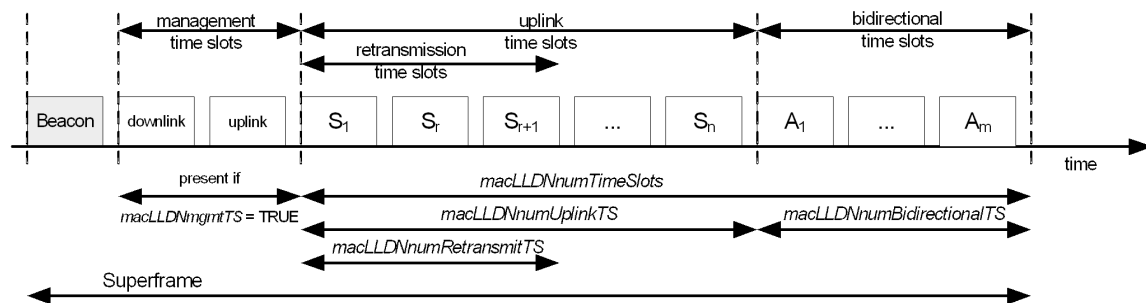 management
time slots
uplink
time slots
bidirectional
time slots
retransmission
time slots
Beacon
downlink
uplink
S1
Sr
Sr+1
...
Sn
A1
...
Am
time
present if
macLLDNmgmtTS = TRUE
macLLDNnumTimeSlots
macLLDNnumUplinkTS
macLLDNnumBidirectionalTS
macLLDNnumRetransmitTS
Superframe